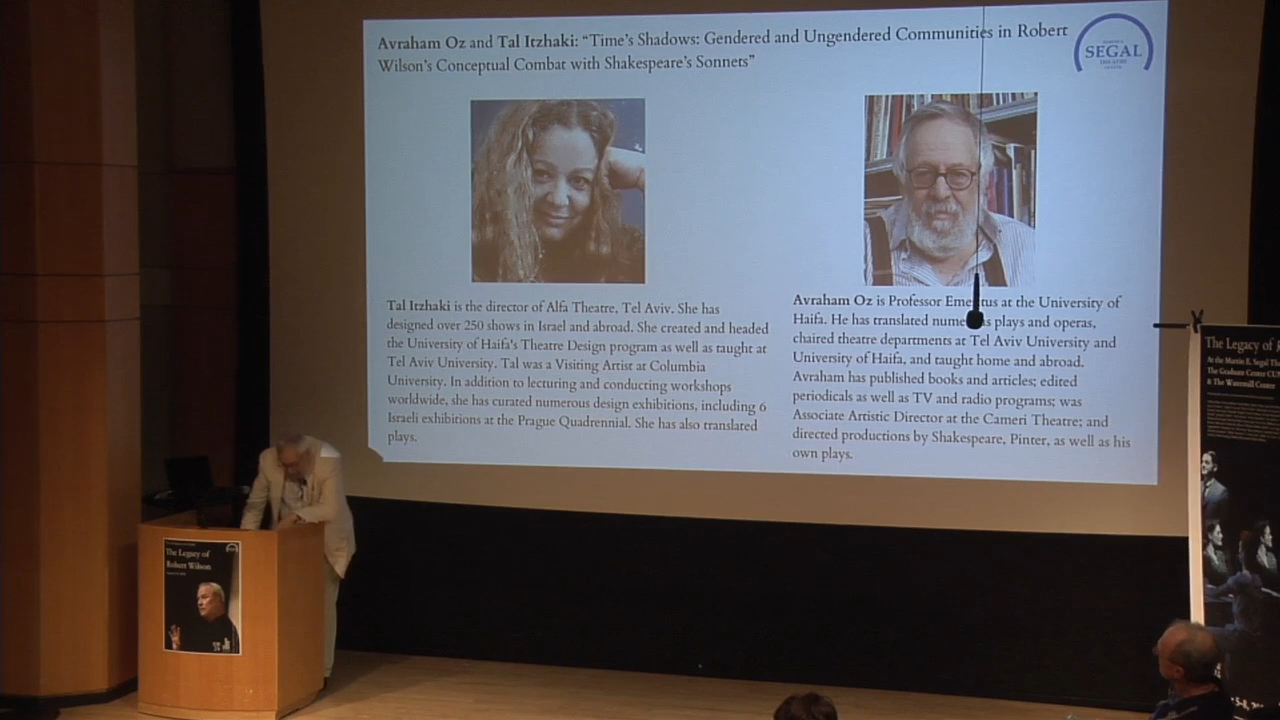 Avraham Oz and Tal Itzhaki: “Time’s Shadows: Gendered and Ungendered Communities in Robert
Wilson’s Conceptual Combat with Shakespeare’s Sonnets”
SEGAL
THEATRE
Tal Itzhaki is the director of Alfa Theatre, Tel Aviv. She has
designed over 250 shows in Israel and abroad. She created and headed
the University of Haifa's Theatre Design program as well as taught at
Tel Aviv University. Tal was a Visiting Artist at Columbia
University. In addition to lecturing and conducting workshops
worldwide, she has curated numerous design exhibitions, including 6
Israeli exhibitions at the Prague Quadrennial. She has also translated
plays.
Avraham Oz is Professor Emeritus at the University of
Haifa. He has translated numerous plays and operas,
chaired theatre departments at Tel Aviv University and
University of Haifa, and taught home and abroad.
Avraham has published books and articles; edited
periodicals as well as TV and radio programs; was
Associate Artistic Director at the Cameri Theatre; and
directed productions by Shakespeare, Pinter, as well as his
own plays.
The Legacy of
Robert Wilson
The Legacy of
At the Martin E. Segal
The Graduate Center
& The Watermill Center